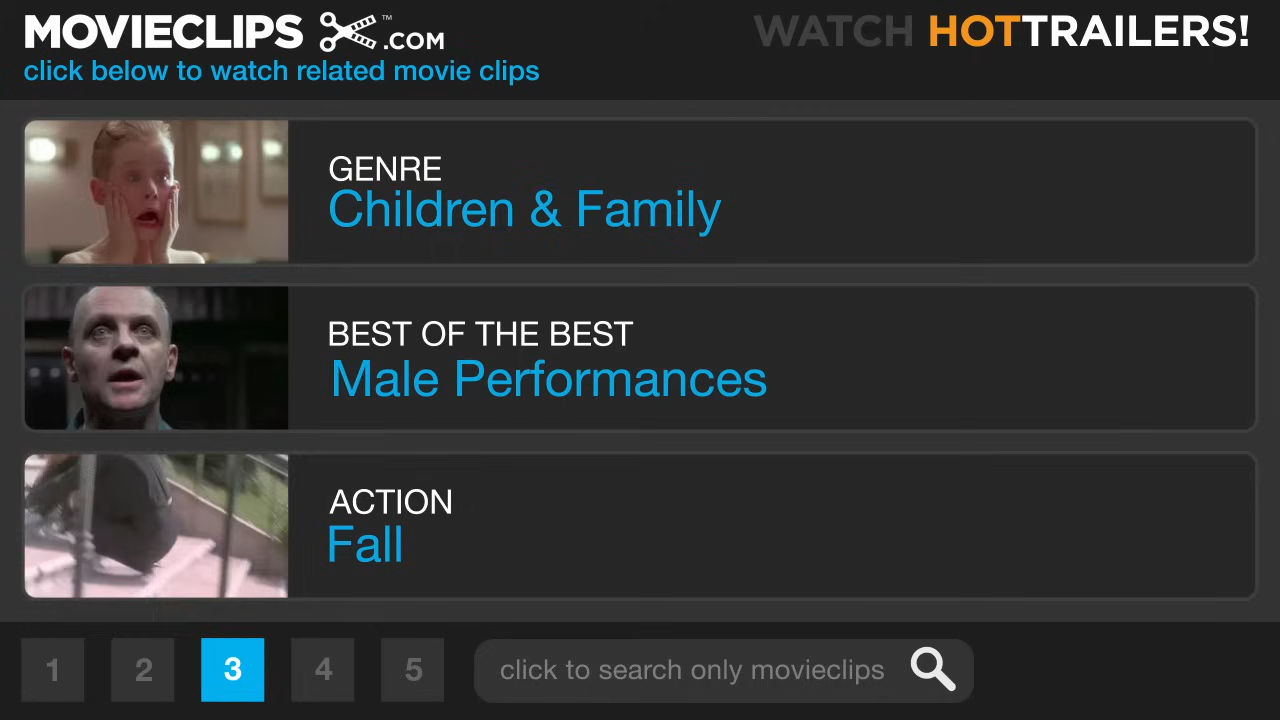 MOVIECLIPS ™ .COM
WATCH HOTTRAILERS!
click below to watch related movie clips
GENRE
Children & Family
BEST OF THE BEST
Male Performances
ACTION
Fall
1 2 3 4 5 click to search only movieclips